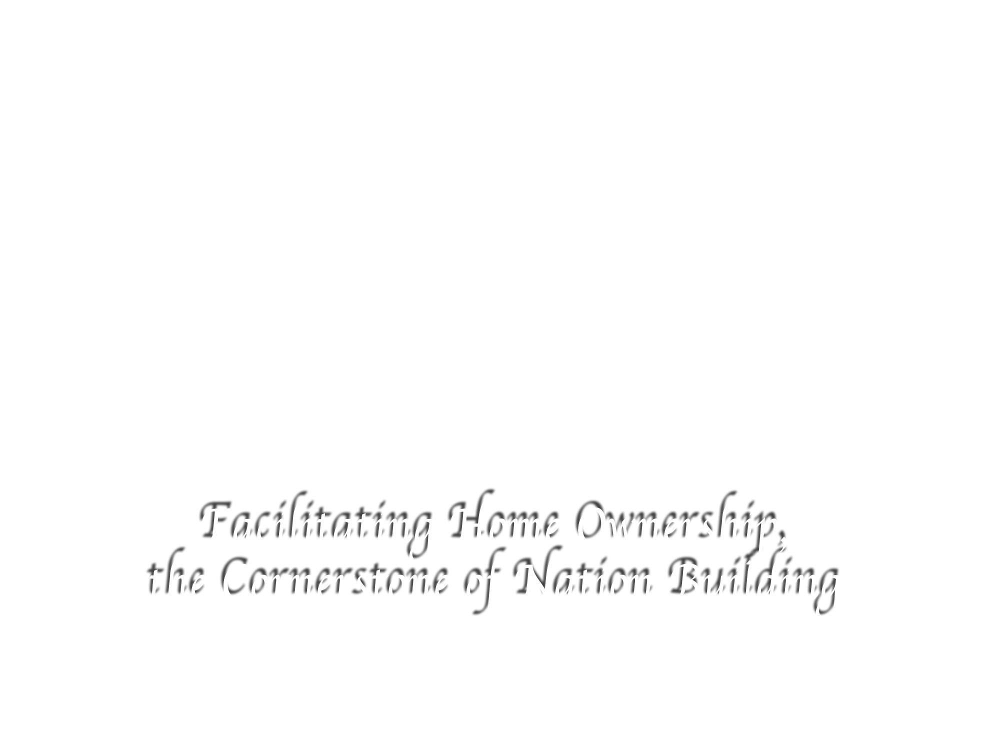 Facilitating Home Ownership,
the Cornerstone of Nation Building